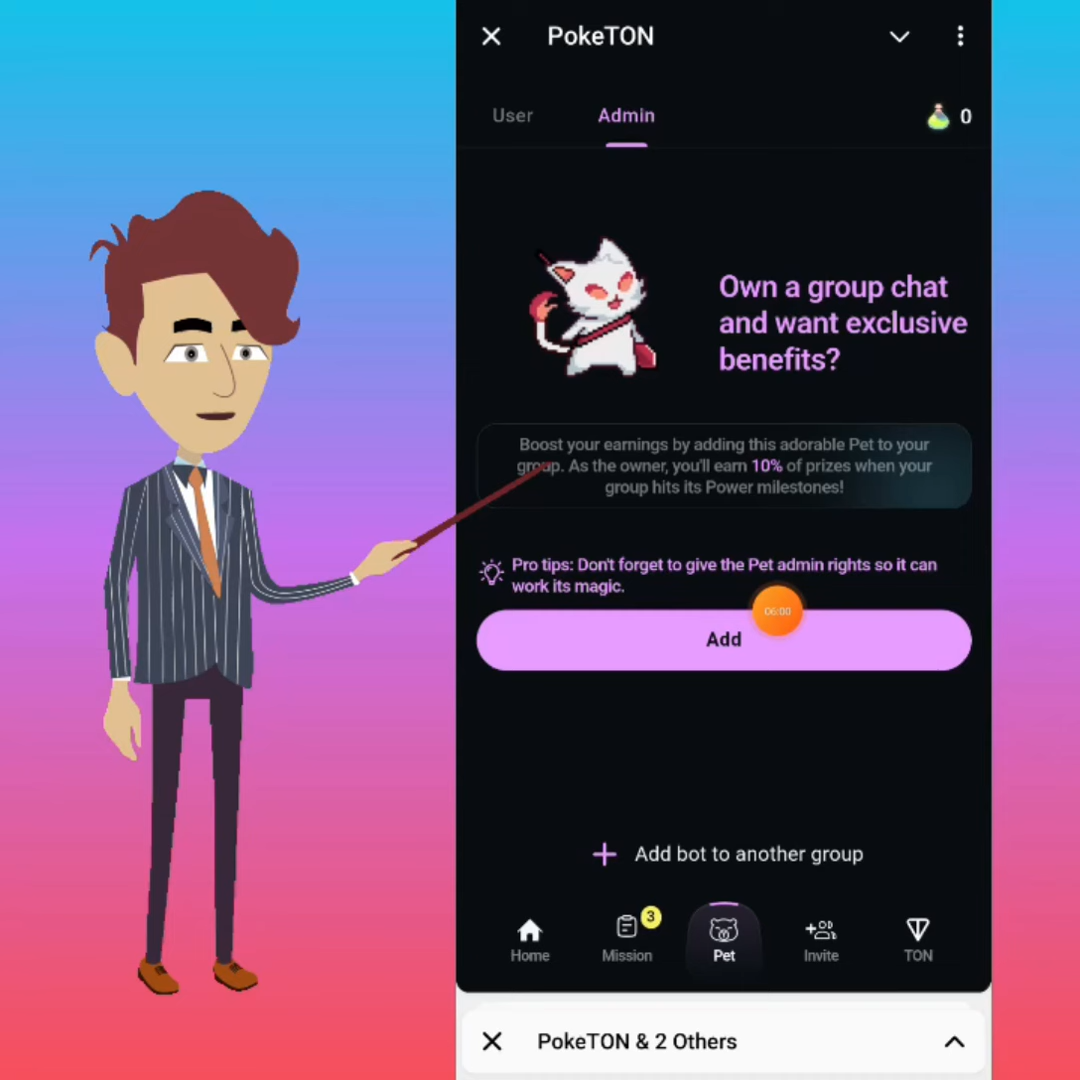 PokeTON
User
Admin
0
Own a group chat
and want exclusive
benefits?
Boost your earnings by adding this adorable Pet to your
group. As the owner, you'll earn 10% of prizes when your
group hits its Power milestones!
Pro tips: Don't forget to give the Pet admin rights so it can
work its magic.
06:00
Add
+ Add bot to another group
3
Home
Mission
Pet
Invite
TON
PokeTON & 2 Others